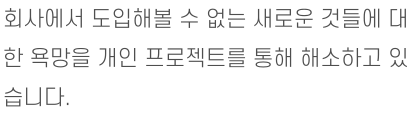 회사에서 도입해볼 수 없는 새로운 것들에 대
한 욕망을 개인 프로젝트를 통해 해소하고 있
습니다.